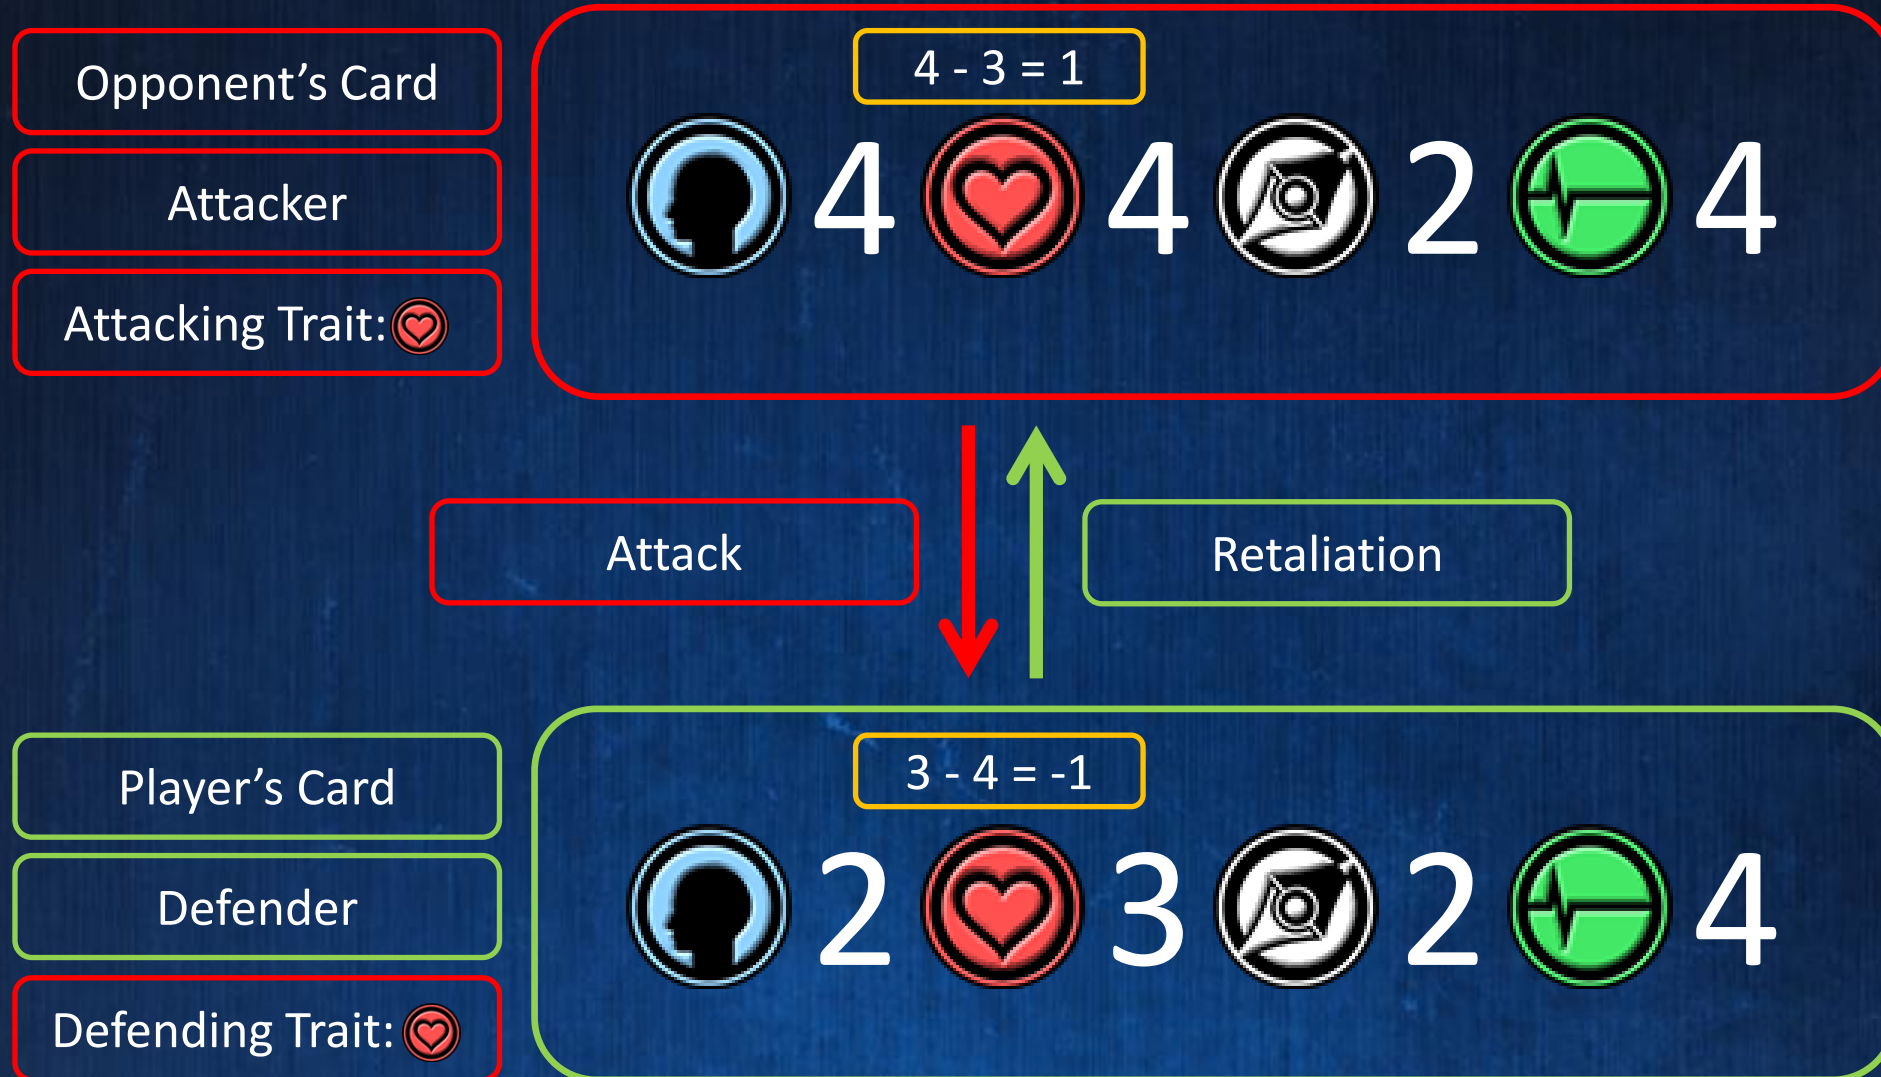 Opponent’s Card
4 - 3 = 1
Attacker
4 4 2 4
Attacking Trait:
Attack
Retaliation
Player’s Card
3 - 4 = -1
Defender
2 3 2 4
Defending Trait: